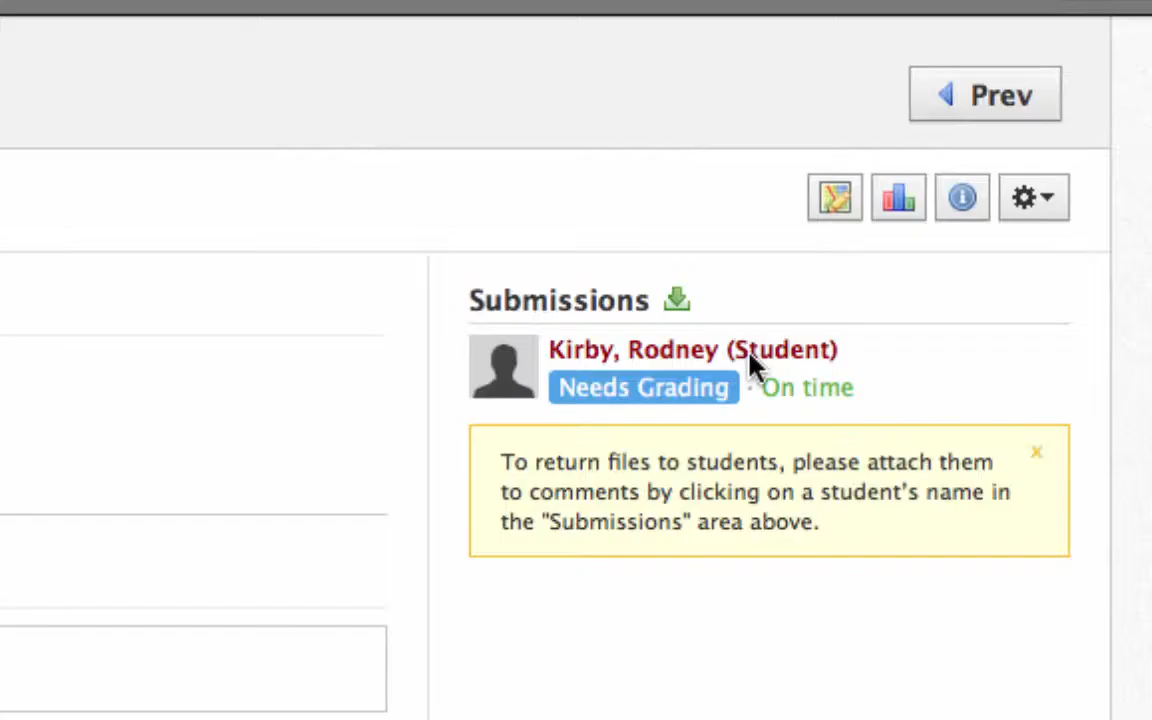 Prev
Submissions
Kirby, Rodney (Student)
Needs Grading · On time
To return files to students, please attach them
to comments by clicking on a student's name in
the "Submissions" area above.
x